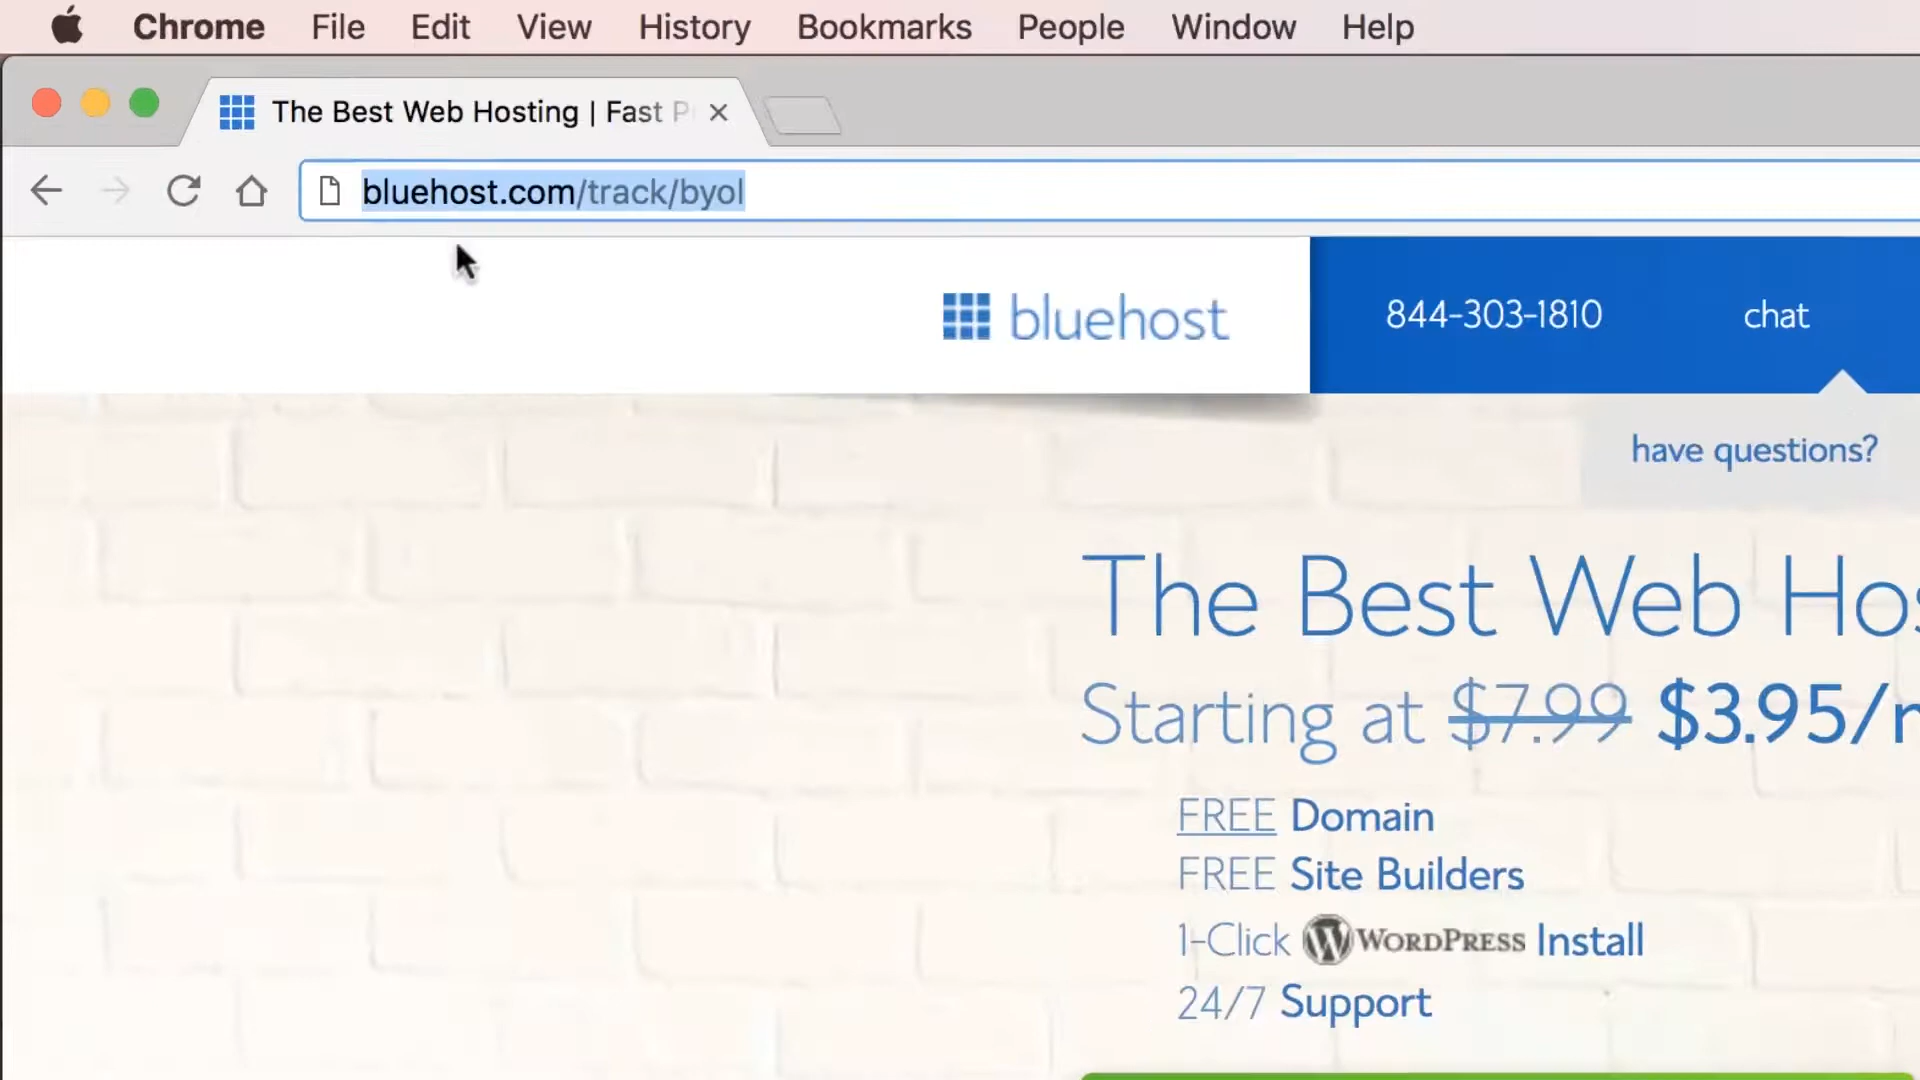 Chrome File Edit View History Bookmarks People Window Help
The Best Web Hosting | Fast
bluehost.com/track/byol
bluehost
844-303-1810 chat
have questions?
The Best Web
Starting at $7.99 $3.95/
FREE Domain
FREE Site Builders
1-Click WORDPRESS Install
24/7 Support